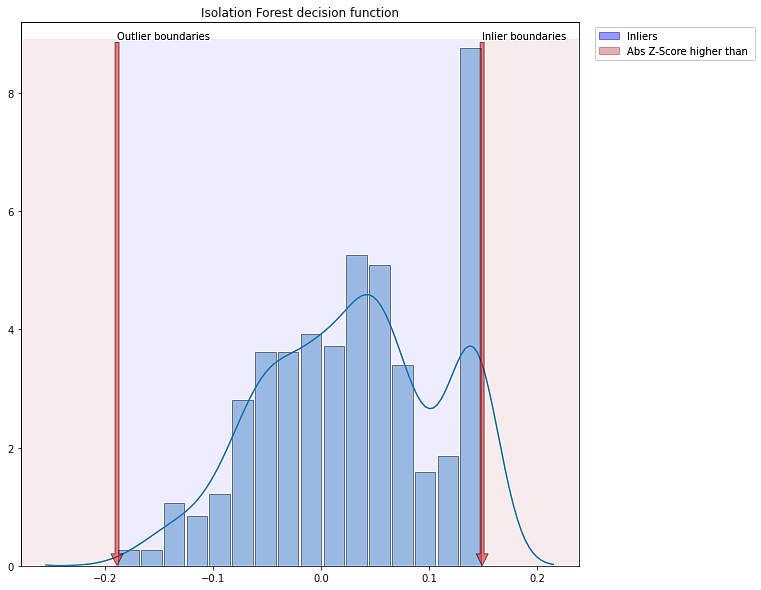 Isolation Forest decision function
Outlier boundaries
Inlier boundaries
Inliers
Abs Z-Score higher than
8
6
4
2
0
−0.2
−0.1
0.0
0.1
0.2